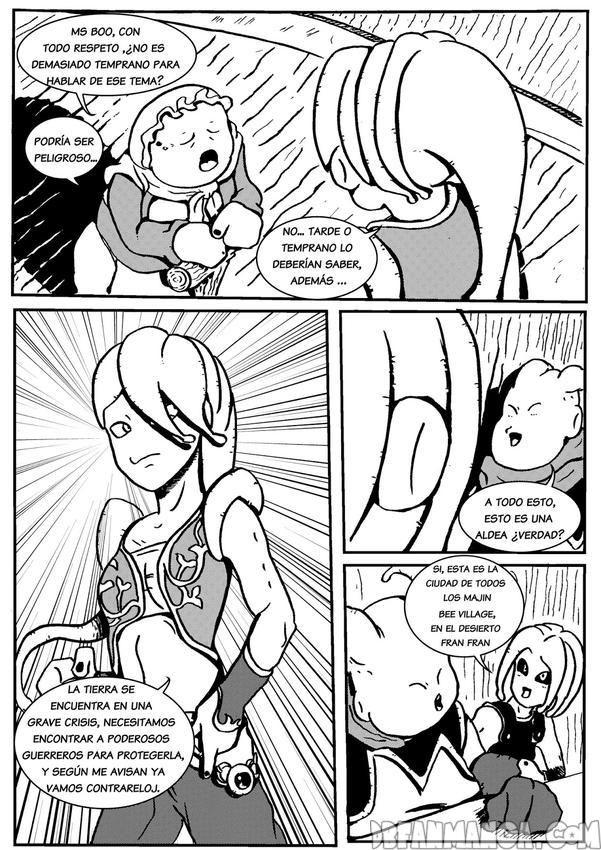 MS BOO, CON
TODO RESPETO ,¿NO ES
DEMASIADO TEMPRANO PARA
HABLAR DE ESE TEMA?
PODRÍA SER
PELIGROSO...
NO... TARDE O
TEMPRANO LO
DEBERÍAN SABER,
ADEMÁS ...
LA TIERRA SE
ENCUENTRA EN UNA
GRAVE CRISIS, NECESITAMOS
ENCONTRAR A PODEROSOS
GUERREROS PARA PROTEGERLA,
Y SEGÚN ME AVISAN YA
VAMOS CONTRARELOJ.
A TODO ESTO,
ESTO ES UNA
ALDEA ¿VERDAD?
SI, ESTA ES LA
CIUDAD DE TODOS
LOS MAJIN
BEE VILLAGE,
EN EL DESIERTO
FRAN FRAN
DREAMMANGA.COM